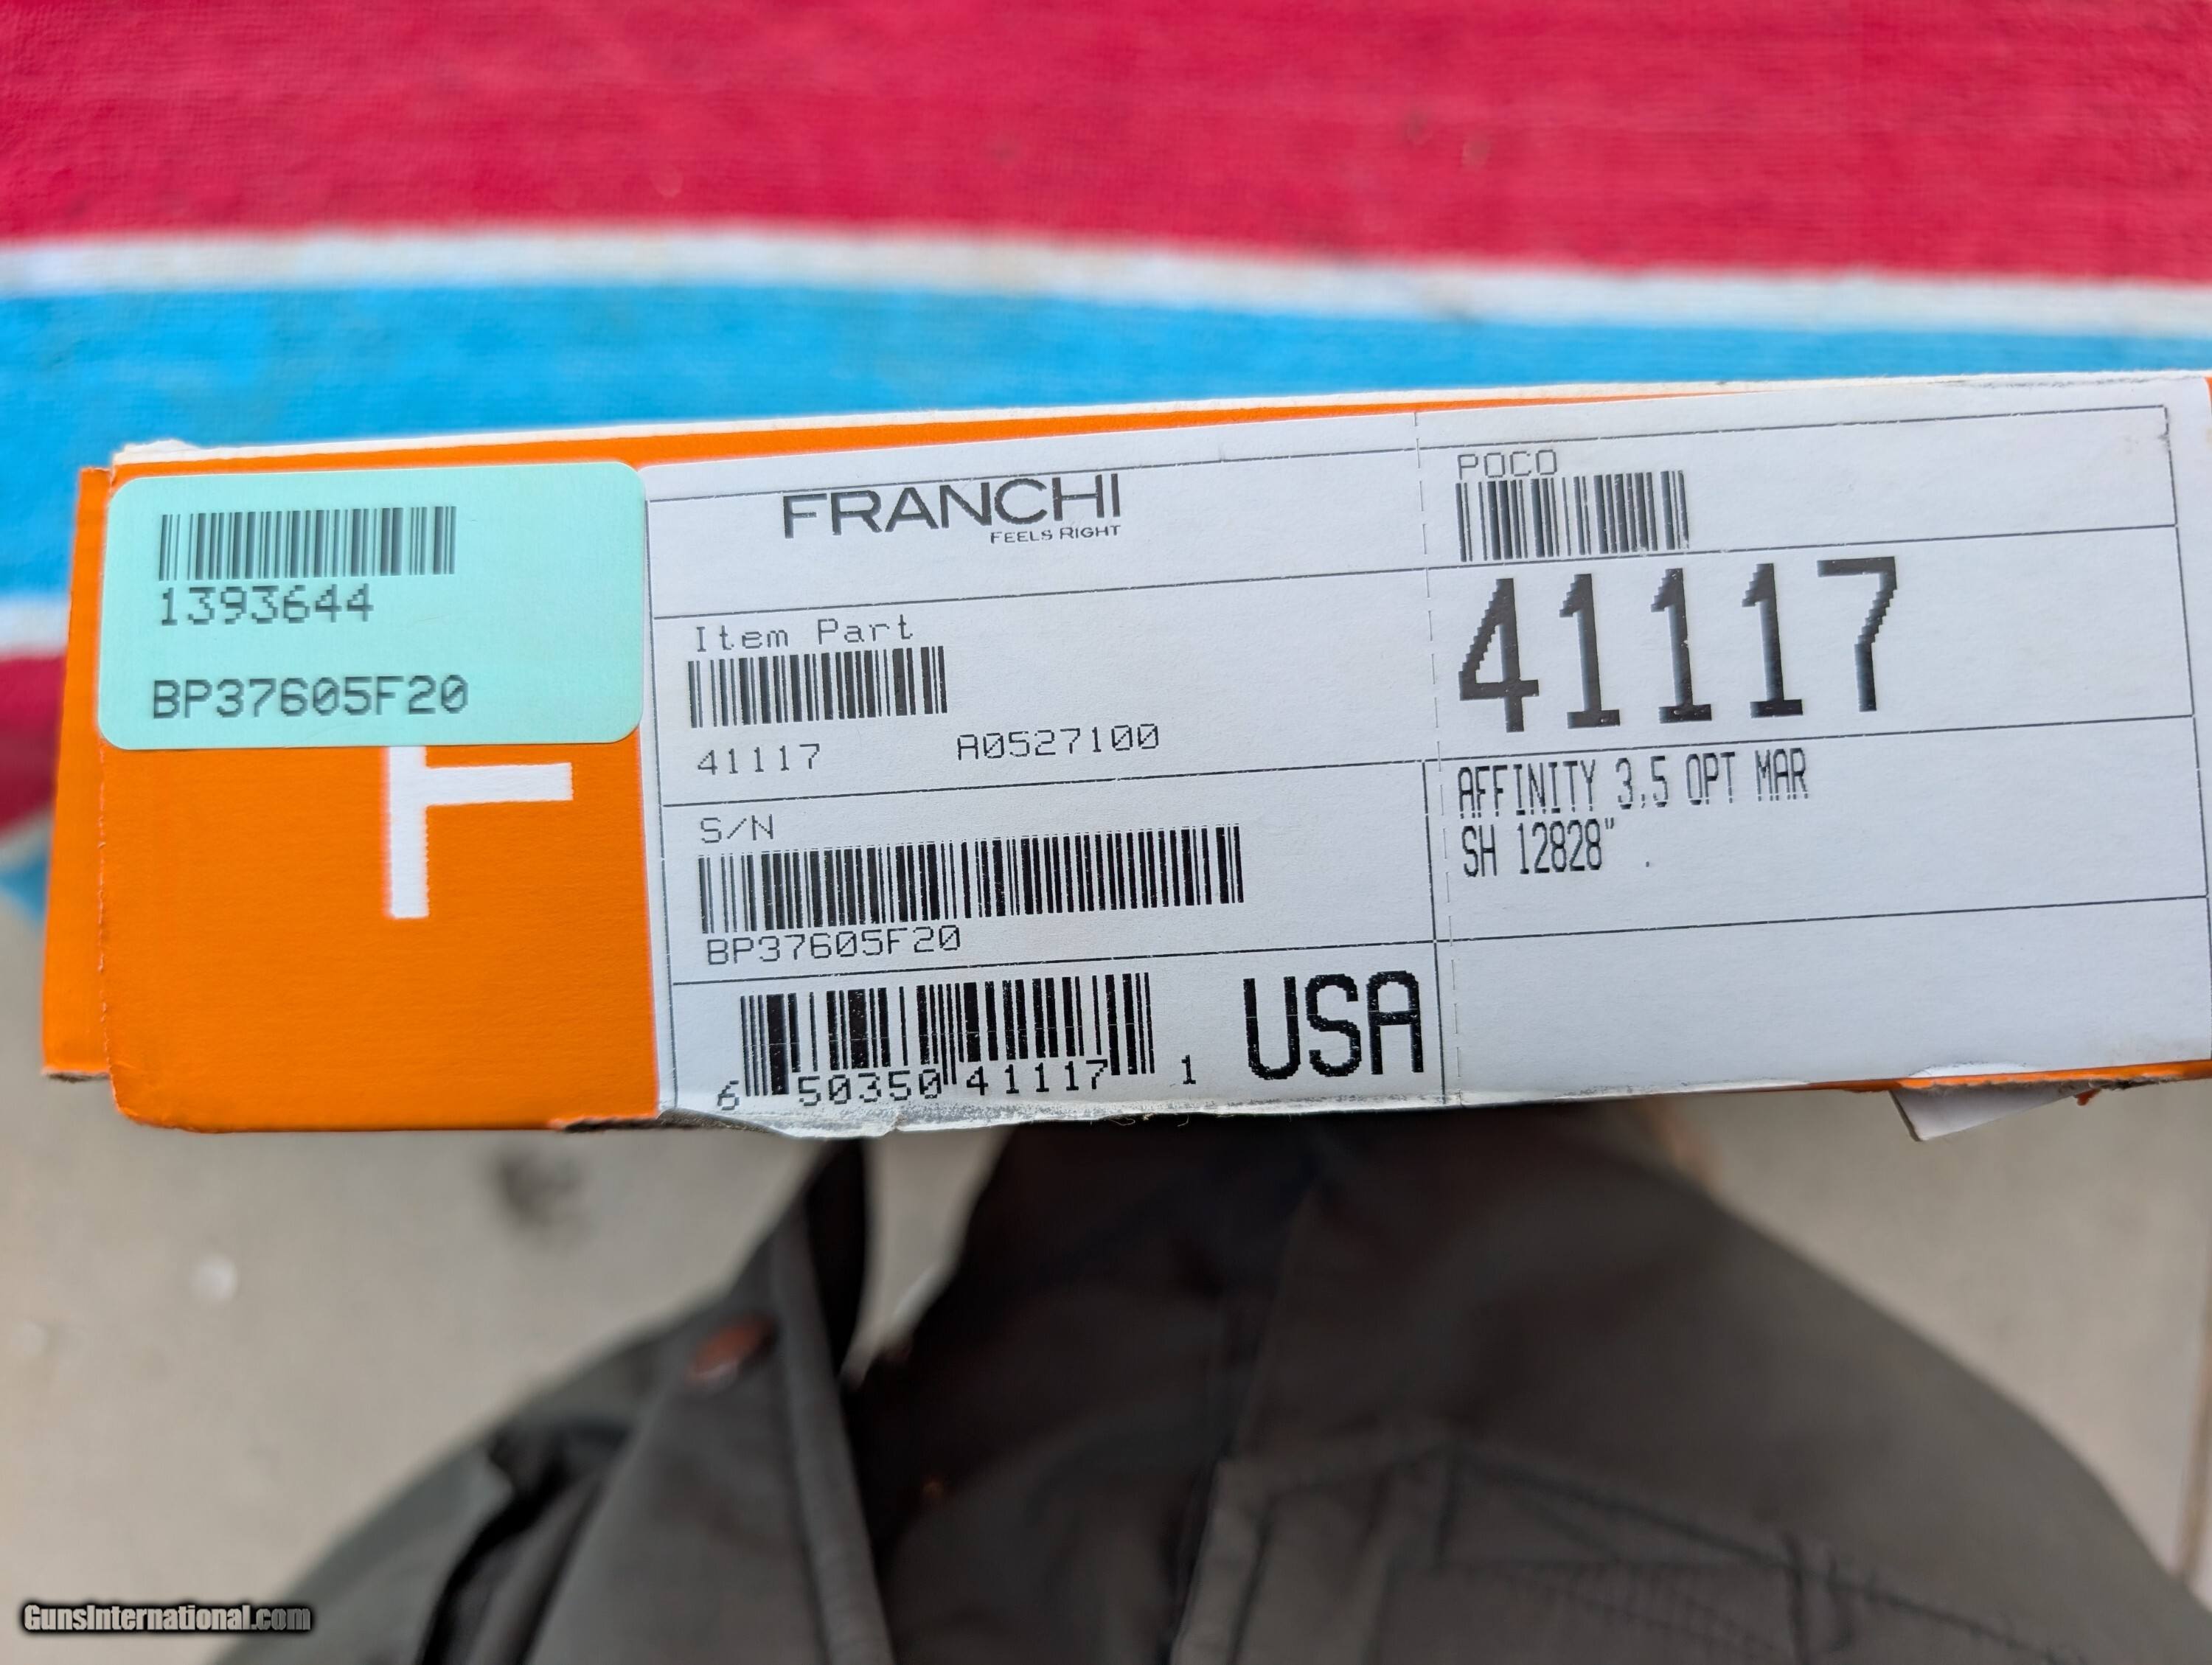 1393644
BP37605F20
FRANCHI
FEELS RIGHT
Item Part
41117 A0527100
S/N
BP37605F20
6 50350 41117 1
USA
POCO
41117
AFFINITY 3.5 OPT MAR
SH 12828" .
F
GunsInternational.com